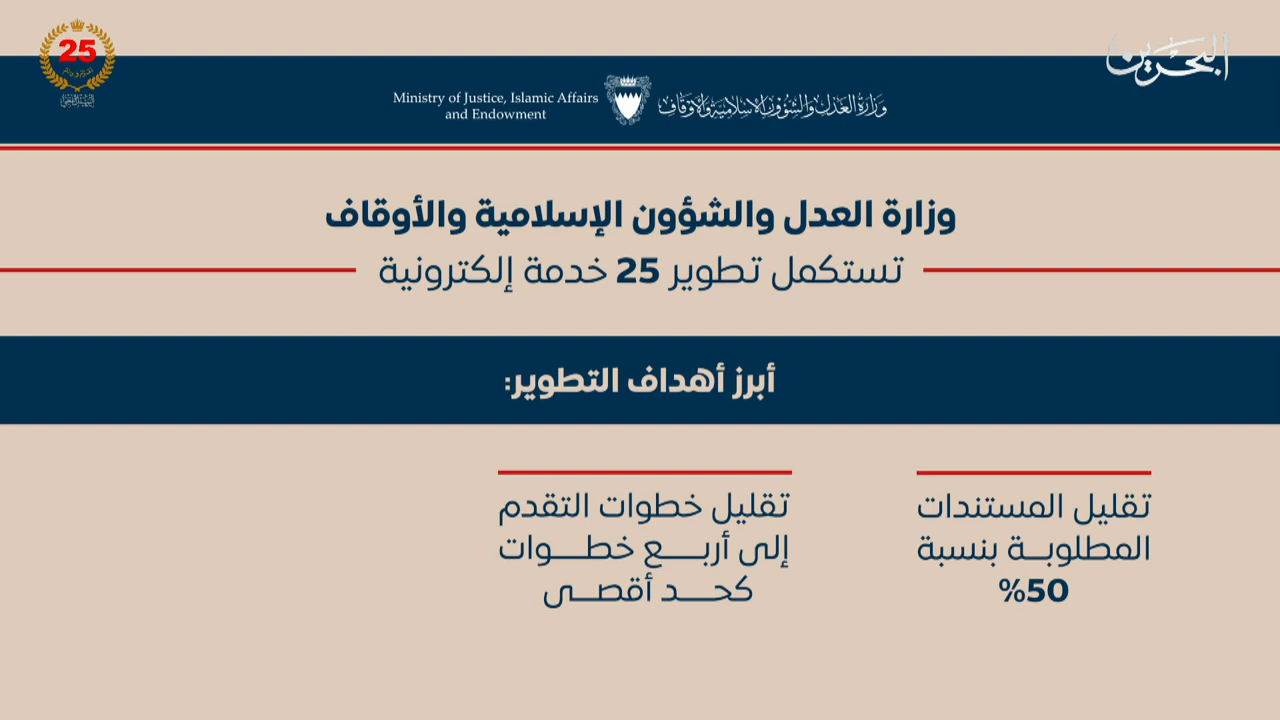 البحرين
25
Ministry of Justice, Islamic Affairs
and Endowment
وزارة العدل والشؤون الإسلامية والأوقاف
وزارة العدل والشؤون الإسلامية والأوقاف
تستكمل تطوير 25 خدمة إلكترونية
أبرز أهداف التطوير:
تقليل المستندات
المطلوبة بنسبة
50%
تقليل خطوات التقدم
إلى أربع خطوات
كحد أقصى